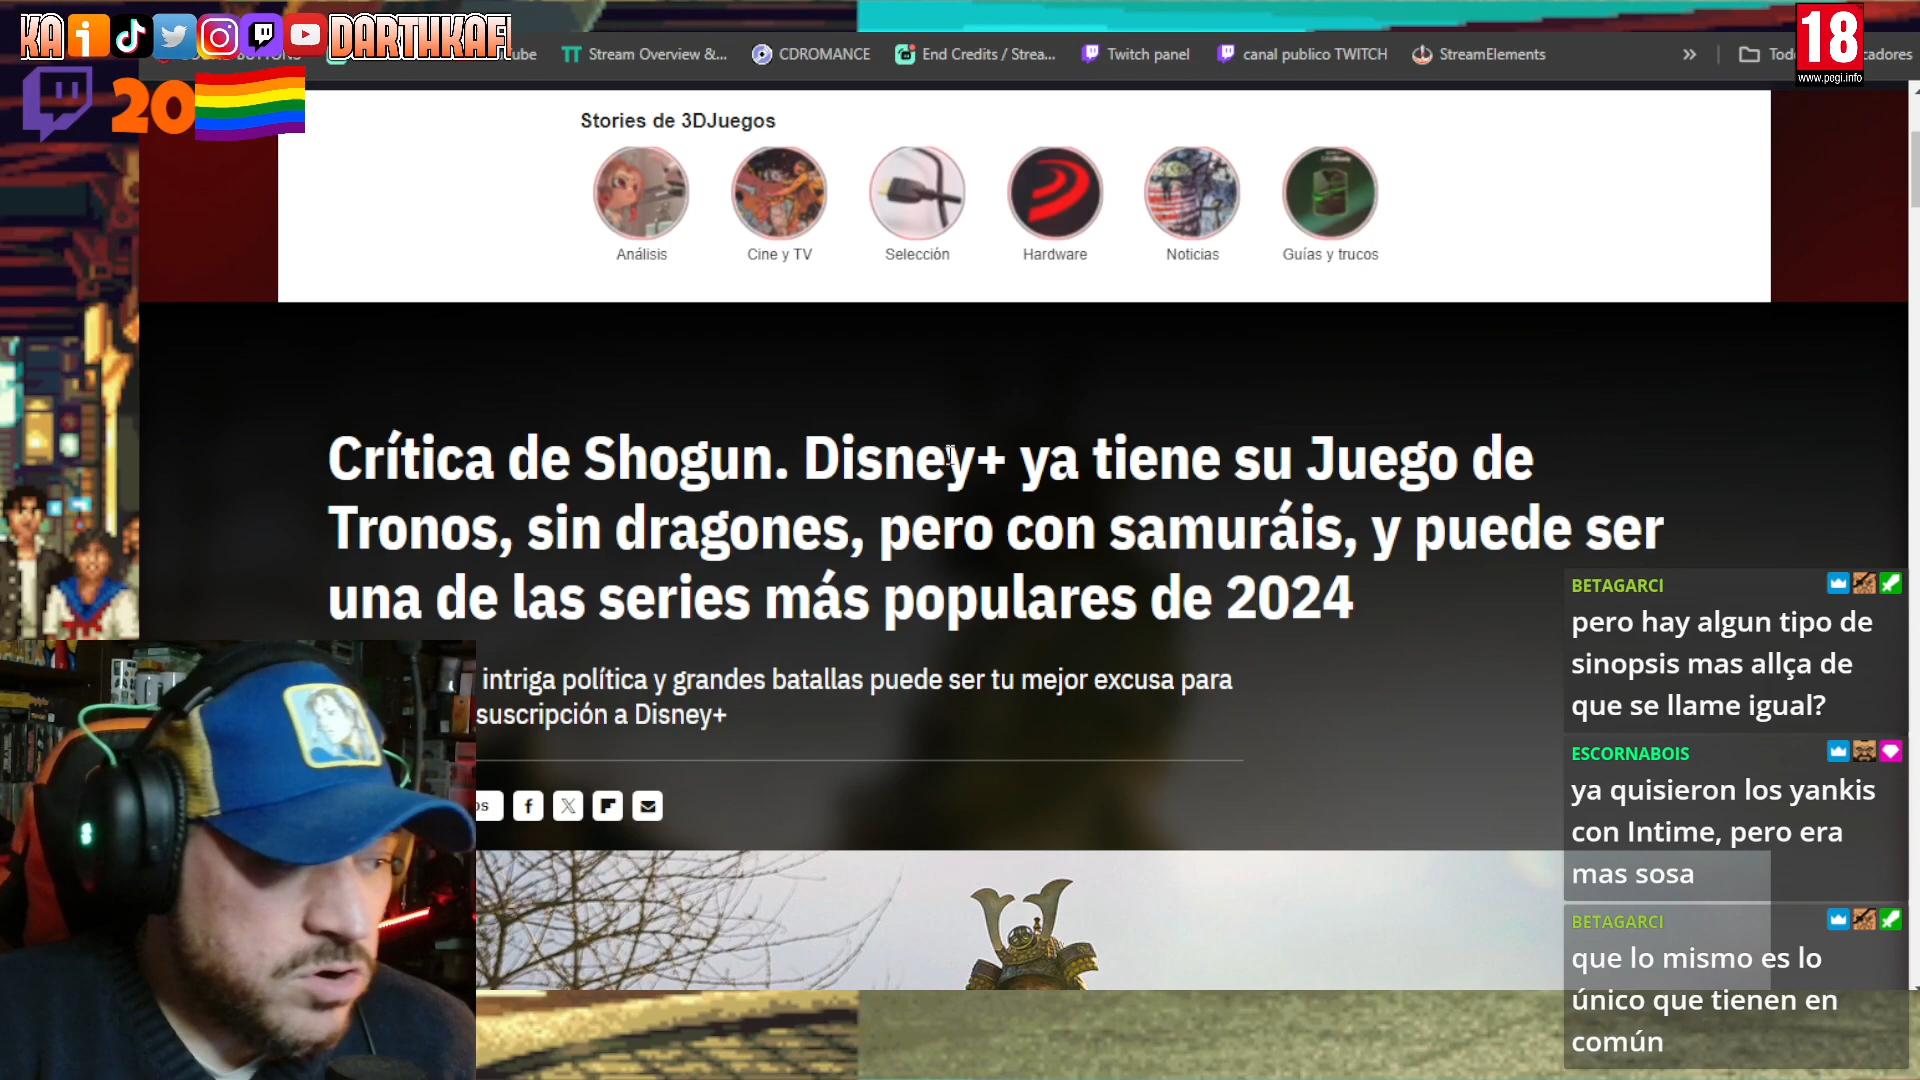 KA i DARTHKAFI
Stream Overview &...
CDROMANCE
End Credits / Strea...
Twitch panel
canal publico TWITCH
StreamElements
18
www.pegi.info
20
Stories de 3DJuegos
Análisis
Cine y TV
Selección
Hardware
Noticias
Guías y trucos
Crítica de Shogun. Disney+ ya tiene su Juego de
Tronos, sin dragones, pero con samuráis, y puede ser
una de las series más populares de 2024
intriga política y grandes batallas puede ser tu mejor excusa para
suscripción a Disney+
BETAGARCI
pero hay algun tipo de
sinopsis mas allça de
que se llame igual?
ESCORNABOIS
ya quisieron los yankis
con Intime, pero era
mas sosa
BETAGARCI
que lo mismo es lo
único que tienen en
común